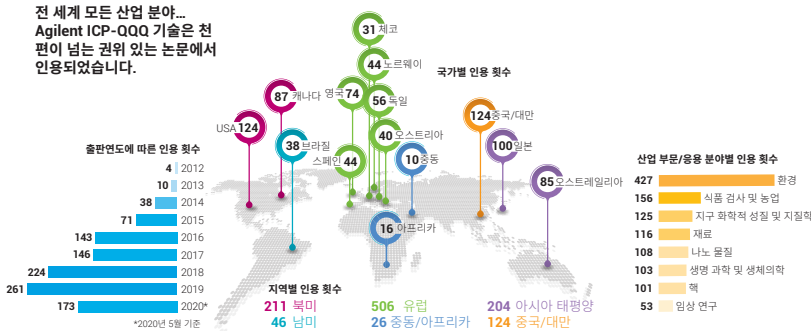 전 세계 모든 산업 분야...
Agilent ICP-QQQ 기술은 천
편이 넘는 권위 있는 논문에서
인용되었습니다.
국가별 인용 횟수
31 체코
44 노르웨이
영국 74
56 독일
87 캐나다
USA 124
38 브라질
스페인 44
40 오스트리아
10 중동
16 아프리카
124 중국/대만
100 일본
85 오스트레일리아
출판연도에 따른 인용 횟수
4 2012
10 2013
38 2014
71 2015
143 2016
146 2017
224 2018
261 2019
173 2020*
*2020년 5월 기준
지역별 인용 횟수
211 북미
46 남미
506 유럽
26 중동/아프리카
204 아시아 태평양
124 중국/대만
산업 부문/응용 분야별 인용 횟수
427 환경
156 식품 검사 및 농업
125 지구 화학적 성질 및 지질학
116 재료
108 나노 물질
103 생명 과학 및 생체의학
101 핵
53 임상 연구